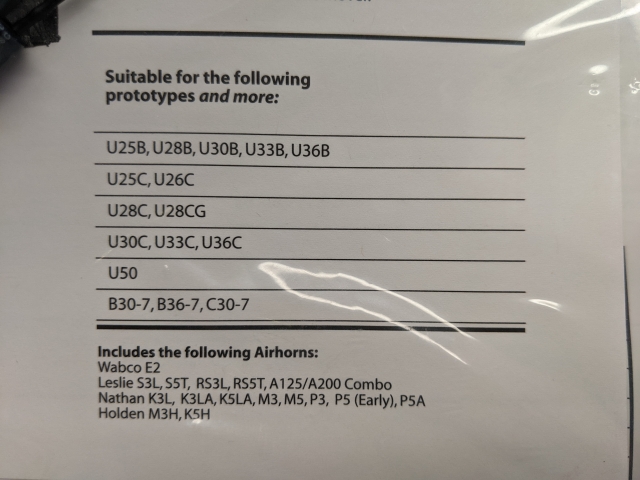 Suitable for the following
prototypes and more:
U25B, U28B, U30B, U33B, U36B
U25C, U26C
U28C, U28CG
U30C, U33C, U36C
U50
B30-7, B36-7, C30-7
Includes the following Airhorns:
Wabco E2
Leslie S3L, S5T, RS3L, RS5T, A125/A200 Combo
Nathan K3L, K3LA, K5LA, M3, M5, P3, P5 (Early), P5A
Holden M3H, K5H